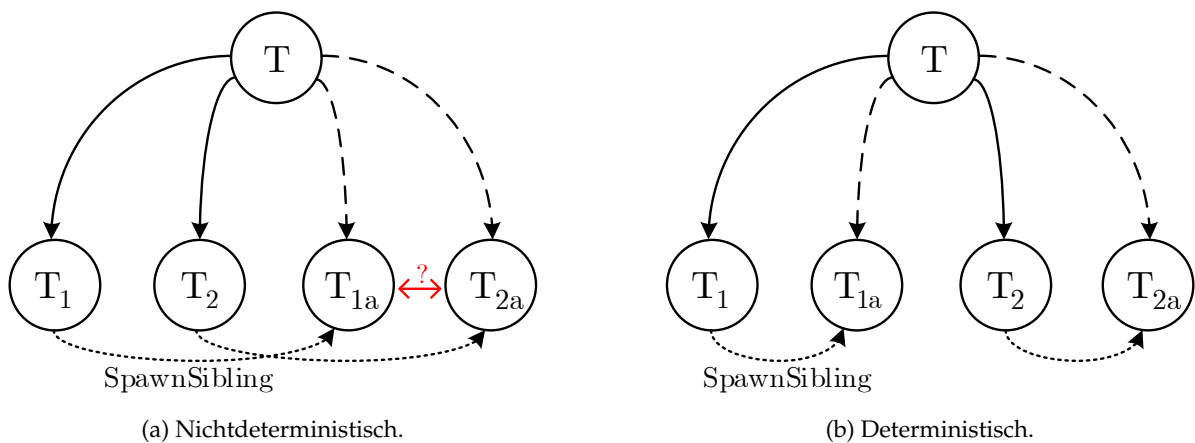 T
T
T1
T2
T1a
?
T2a
T1
T1a
T2
T2a
SpawnSibling
SpawnSibling
(a) Nichtdeterministisch.
(b) Deterministisch.